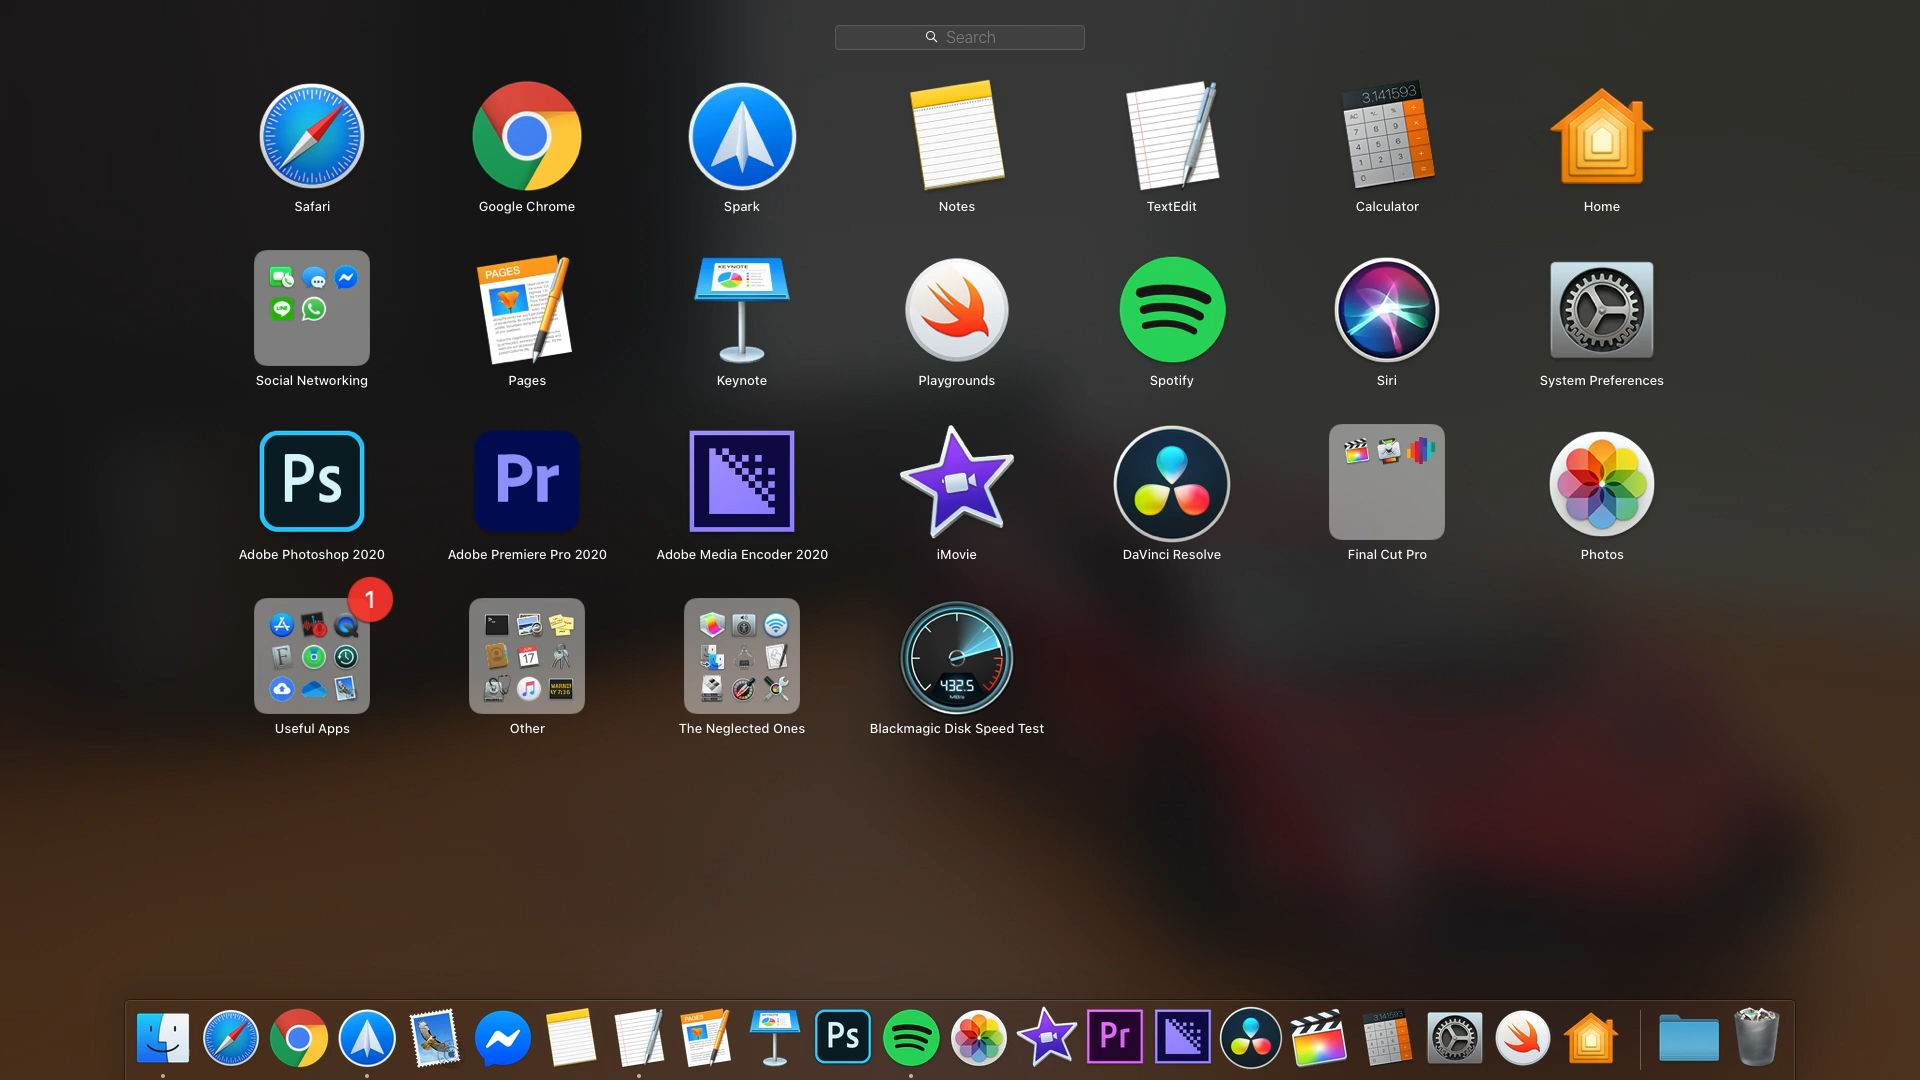 Search
Safari
Google Chrome
Spark
Notes
TextEdit
3.141593
Calculator
Home
Social Networking
PAGES
Pages
KEYNOTE
Keynote
Playgrounds
Spotify
Siri
System Preferences
Ps
Adobe Photoshop 2020
Pr
Adobe Premiere Pro 2020
Adobe Media Encoder 2020
iMovie
DaVinci Resolve
Final Cut Pro
Photos
1
Useful Apps
17
Other
The Neglected Ones
432.5
Blackmagic Disk Speed Test
PAGES
Ps
Pr